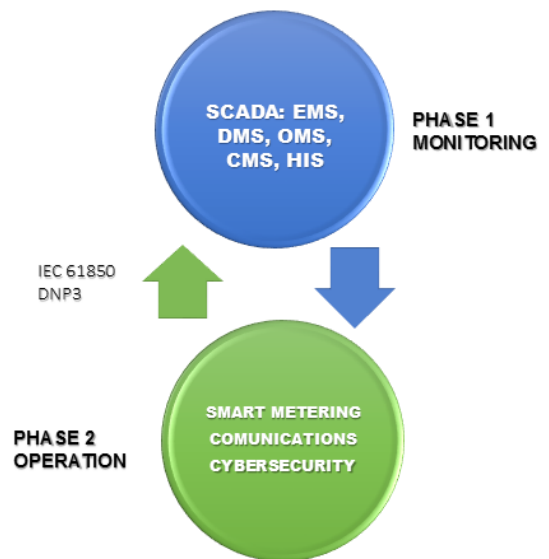 SCADA: EMS,
DMS, OMS,
CMS, HIS
PHASE 1
MONITORING
IEC 61850
DNP3
SMART METERING
COMUNICATIONS
CYBERSECURITY
PHASE 2
OPERATION